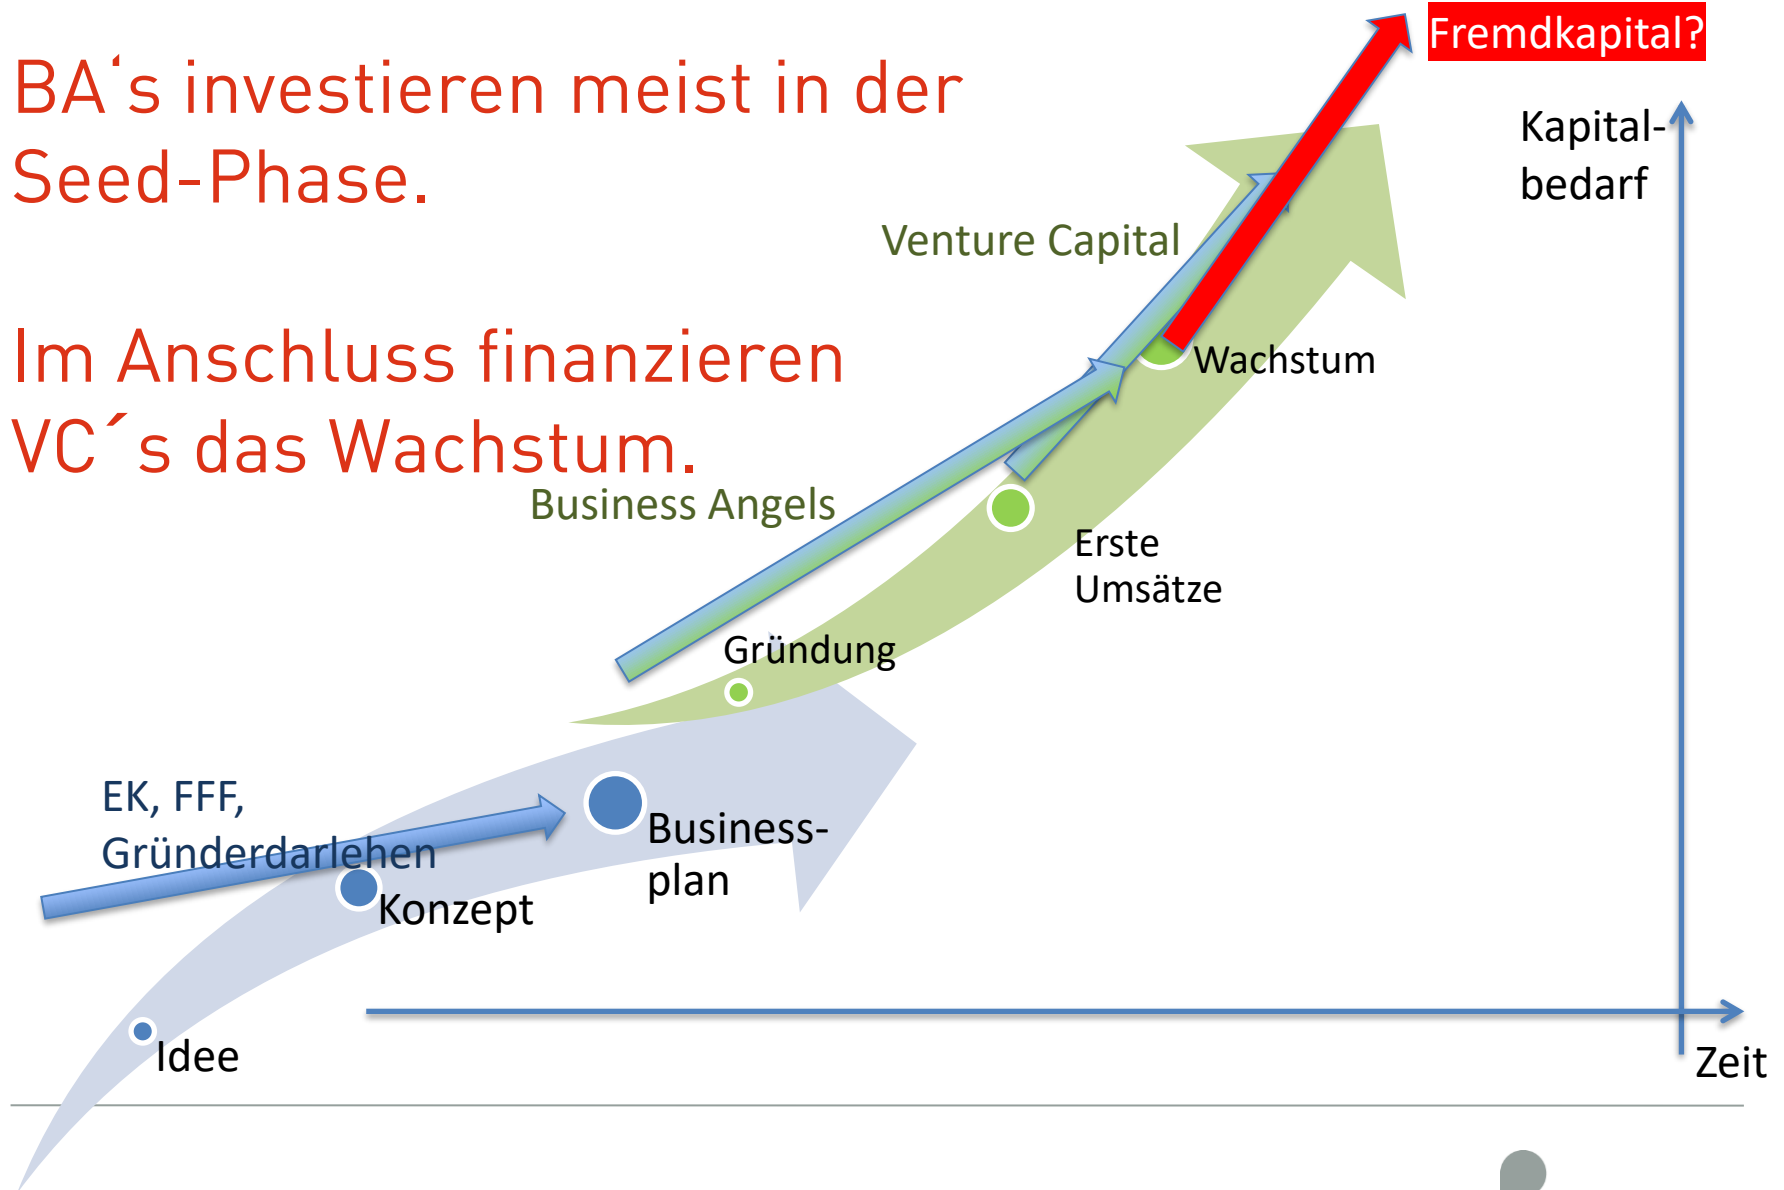 Fremdkapital?
BA‘s investieren meist in der
Seed-Phase.
Kapital-
bedarf
Venture Capital
Im Anschluss finanzieren
VC´s das Wachstum.
Wachstum
Business Angels
Erste
Umsätze
Gründung
EK, FFF,
Gründerdarlehen
Business-
plan
Konzept
Idee
Zeit